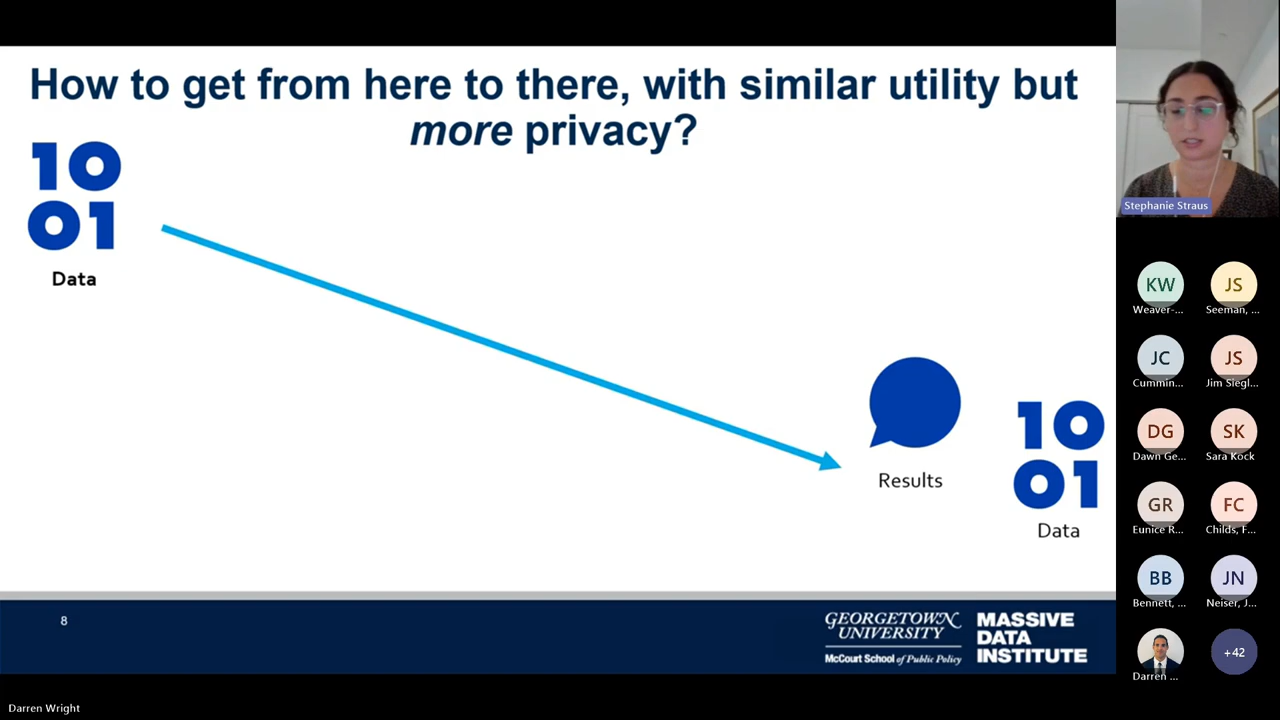 How to get from here to there, with similar utility but
more privacy?
10
01
Data
Results
10
01
Data
8
GEORGETOWN
UNIVERSITY
McCourt School of Public Policy
MASSIVE
DATA
INSTITUTE
Stephanie Straus
KW
JS
Weaver-...
Seeman, ...
JC
JS
Cummin...
Jim Siegl...
DG
SK
Dawn Ge...
Sara Kock
GR
FC
Eunice R...
Childs, F...
BB
JN
Bennett, ...
Neiser, J...
+42
Darren ...
Darren Wright